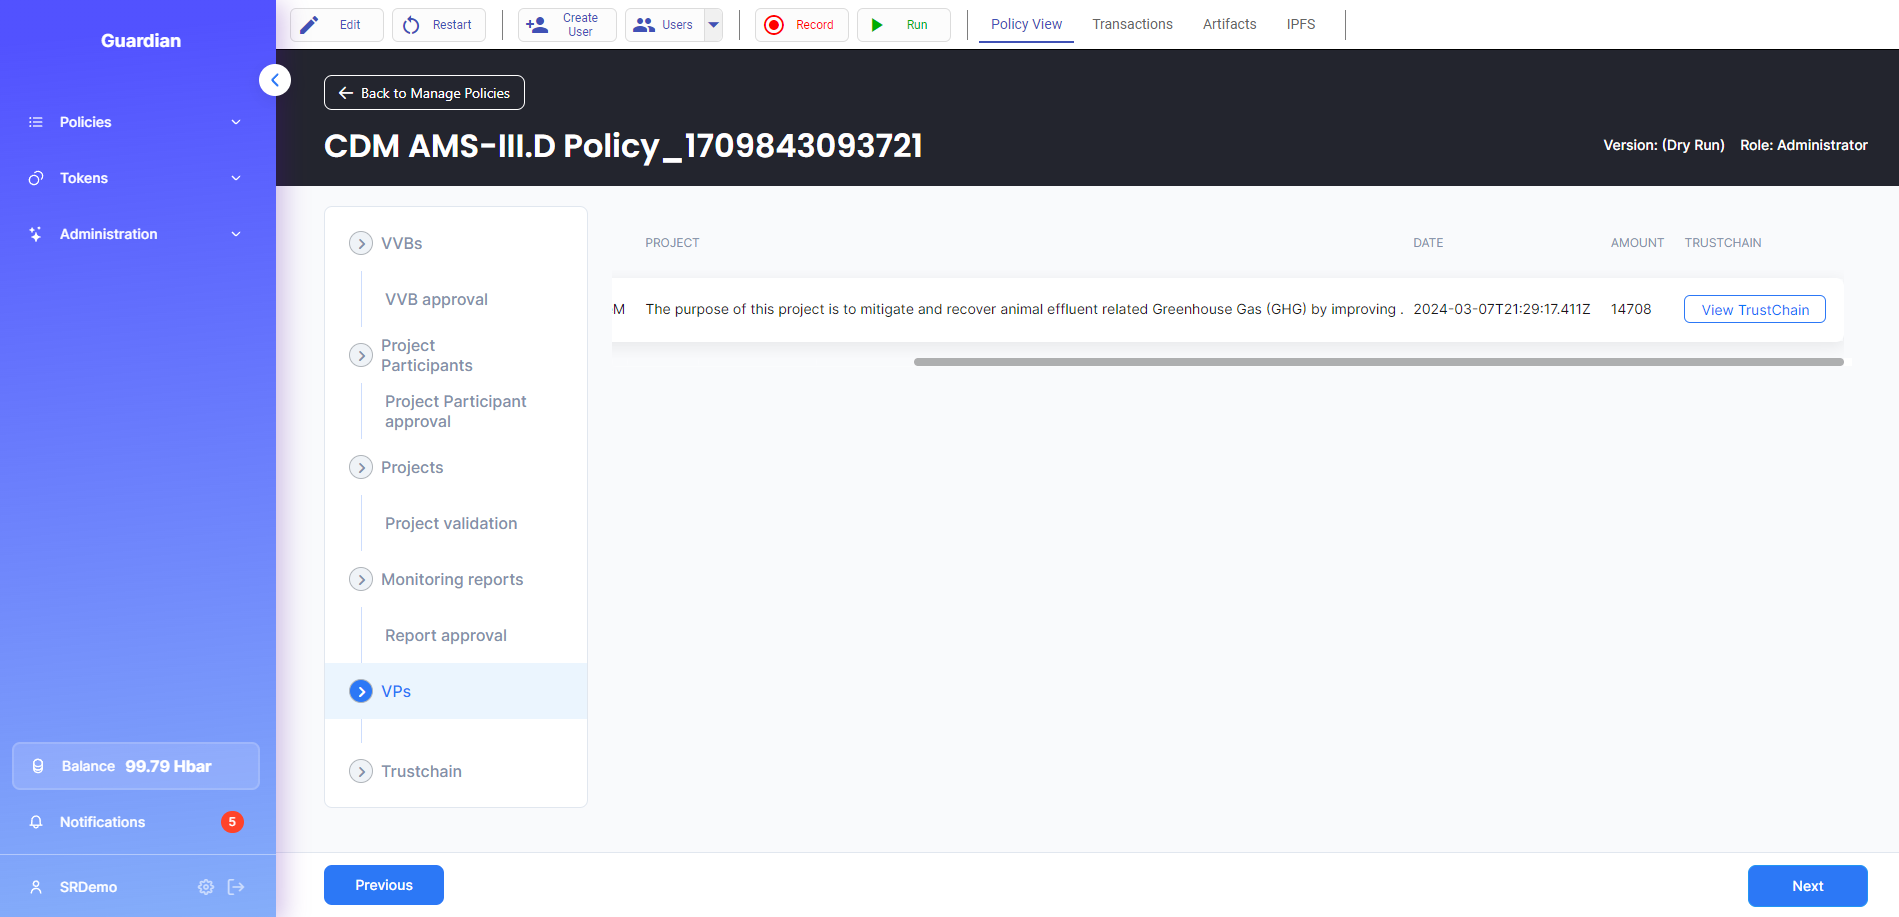 Guardian
Policies
Tokens
Administration
Balance 99.79 Hbar
Notifications 5
SRDemo
Edit
Restart
Create
User
Users
Record
Run
Policy View
Transactions
Artifacts
IPFS
Back to Manage Policies
CDM AMS-III.D Policy_1709843093721
Version: (Dry Run) Role: Administrator
VVBs
VVB approval
Project
Participants
Project Participant
approval
Projects
Project validation
Monitoring reports
Report approval
VPs
Trustchain
PROJECT DATE AMOUNT TRUSTCHAIN
M The purpose of this project is to mitigate and recover animal effluent related Greenhouse Gas (GHG) by improving . 2024-03-07T21:29:17.411Z 14708 View TrustChain
Previous
Next